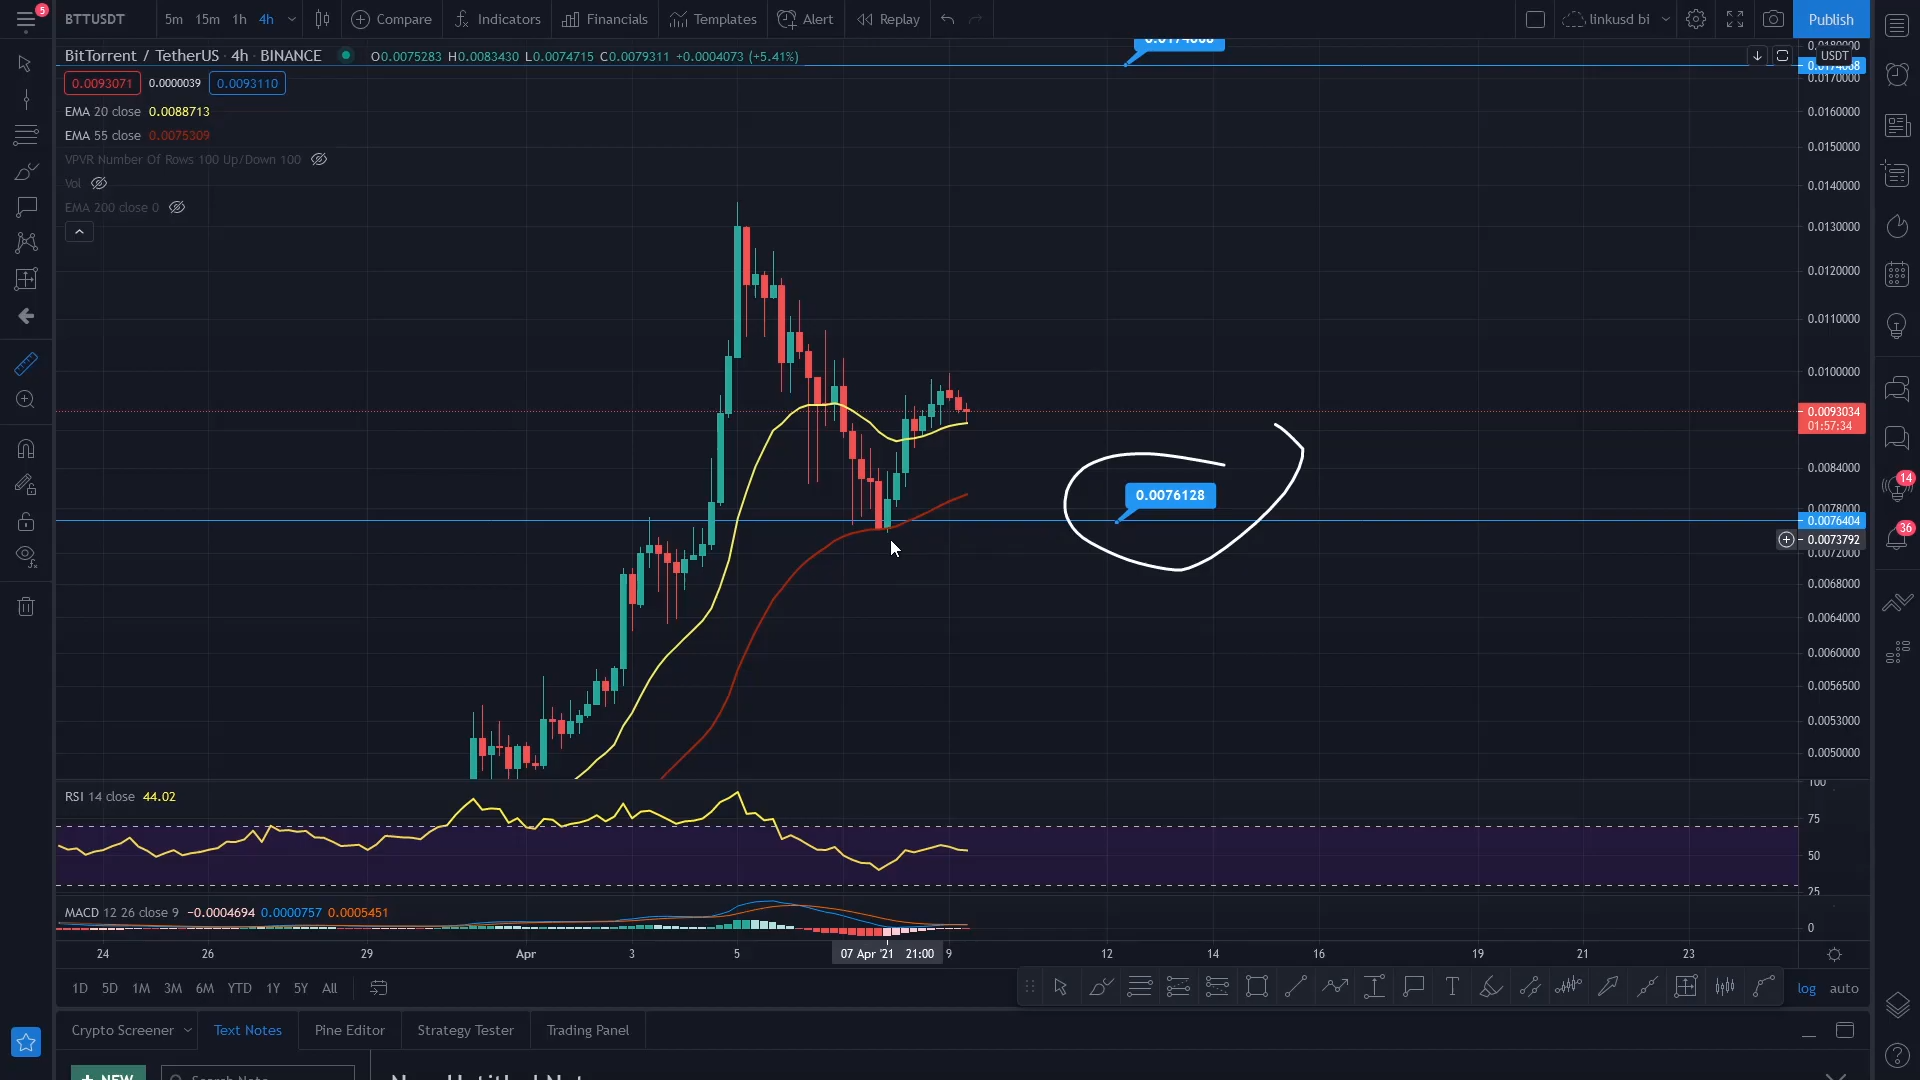 5
BTTUSDT 5m 15m 1h 4h Compare Indicators Financials Templates Alert Replay linkusd bi Publish
BitTorrent / TetherUS · 4h · BINANCE O0.0075283 H0.0083430 L0.0074715 C0.0079311 +0.0004073 (+5.41%)
0.0093071 0.0000039 0.0093110
EMA 20 close 0.0088713
EMA 55 close 0.0075309
VPVR Number Of Rows 100 Up/Down 100
Vol
EMA 200 close 0
USDT
0.0170000
0.0160000
0.0150000
0.0140000
0.0130000
0.0120000
0.0110000
0.0100000
0.0093034
01:57:34
0.0084000
0.0076128
0.0078000
0.0076404
0.0073792
0.0072000
0.0068000
0.0064000
0.0060000
0.0056500
0.0053000
0.0050000
14
36
RSI 14 close 44.02
100
75
50
25
MACD 12 26 close 9 −0.0004694 0.0000757 0.0005451
0
24 26 29 Apr 3 5 07 Apr '21 21:00 9 12 14 16 19 21 23
1D 5D 1M 3M 6M YTD 1Y 5Y All log auto
Crypto Screener Text Notes Pine Editor Strategy Tester Trading Panel
+ NEW Search Note